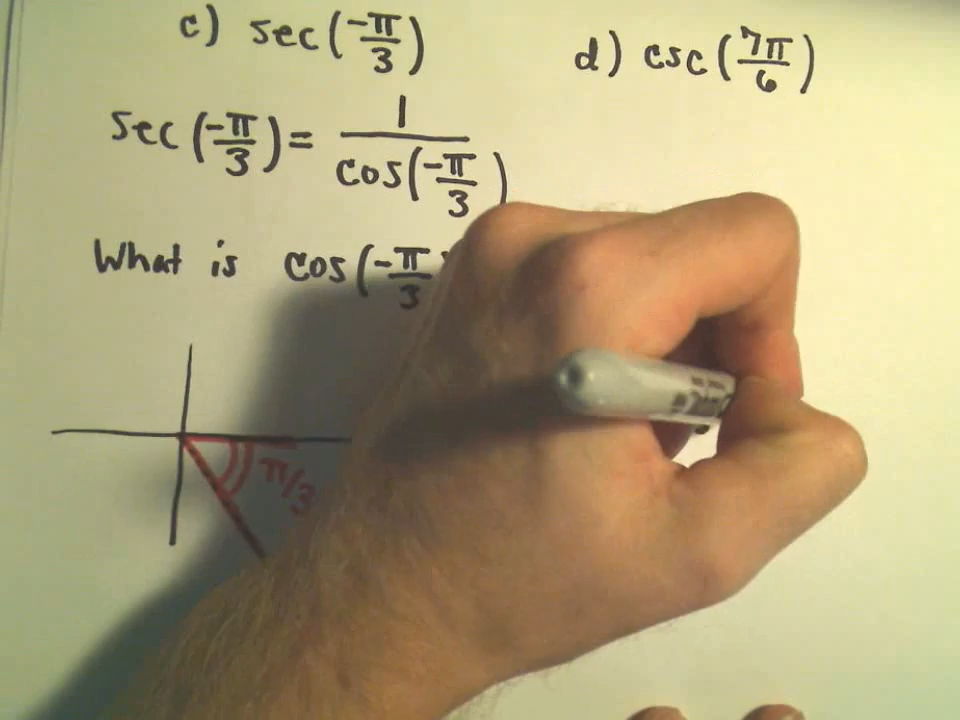 c) sec(-π/3)
d) csc(7π/6)
sec(-π/3) = 1/cos(-π/3)
What is cos(-π/3
π/3